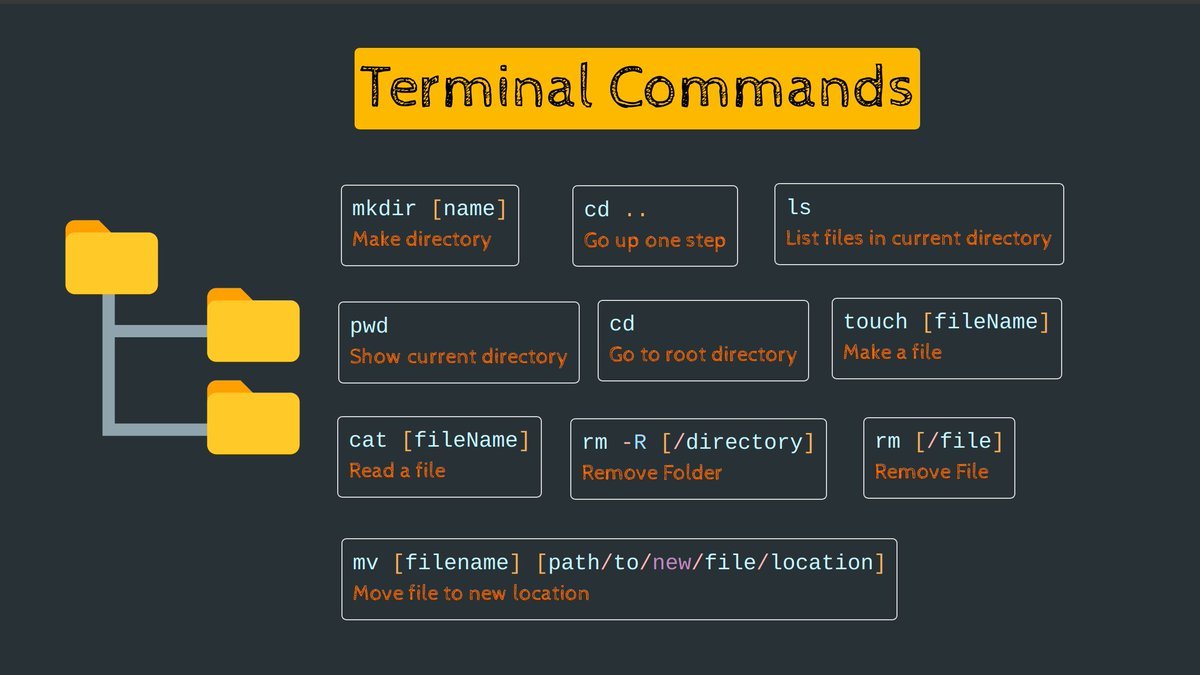 Terminal Commands
mkdir [name]
Make directory
cd ..
Go up one step
ls
List files in current directory
pwd
Show current directory
cd
Go to root directory
touch [fileName]
Make a file
cat [fileName]
Read a file
rm -R [/directory]
Remove Folder
rm [/file]
Remove File
mv [filename] [path/to/new/file/location]
Move file to new location